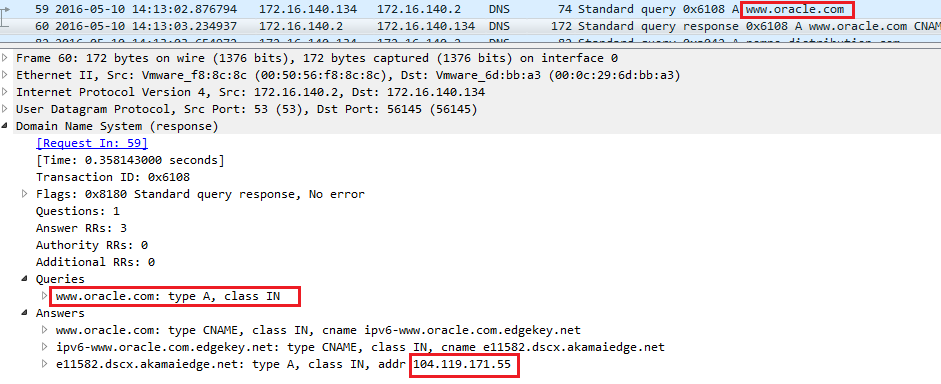 59 2016-05-10 14:13:02.876794 172.16.140.134 172.16.140.2 DNS 74 Standard query 0x6108 A www.oracle.com
60 2016-05-10 14:13:03.234937 172.16.140.2 172.16.140.134 DNS 172 Standard query response 0x6108 A www.oracle.com CNAM
Frame 60: 172 bytes on wire (1376 bits), 172 bytes captured (1376 bits) on interface 0
Ethernet II, Src: Vmware_f8:8c:8c (00:50:56:f8:8c:8c), Dst: Vmware_6d:bb:a3 (00:0c:29:6d:bb:a3)
Internet Protocol Version 4, Src: 172.16.140.2, Dst: 172.16.140.134
User Datagram Protocol, Src Port: 53 (53), Dst Port: 56145 (56145)
Domain Name System (response)
[Request In: 59]
[Time: 0.358143000 seconds]
Transaction ID: 0x6108
Flags: 0x8180 Standard query response, No error
Questions: 1
Answer RRs: 3
Authority RRs: 0
Additional RRs: 0
Queries
www.oracle.com: type A, class IN
Answers
www.oracle.com: type CNAME, class IN, cname ipv6-www.oracle.com.edgekey.net
ipv6-www.oracle.com.edgekey.net: type CNAME, class IN, cname e11582.dscx.akamaiedge.net
e11582.dscx.akamaiedge.net: type A, class IN, addr 104.119.171.55